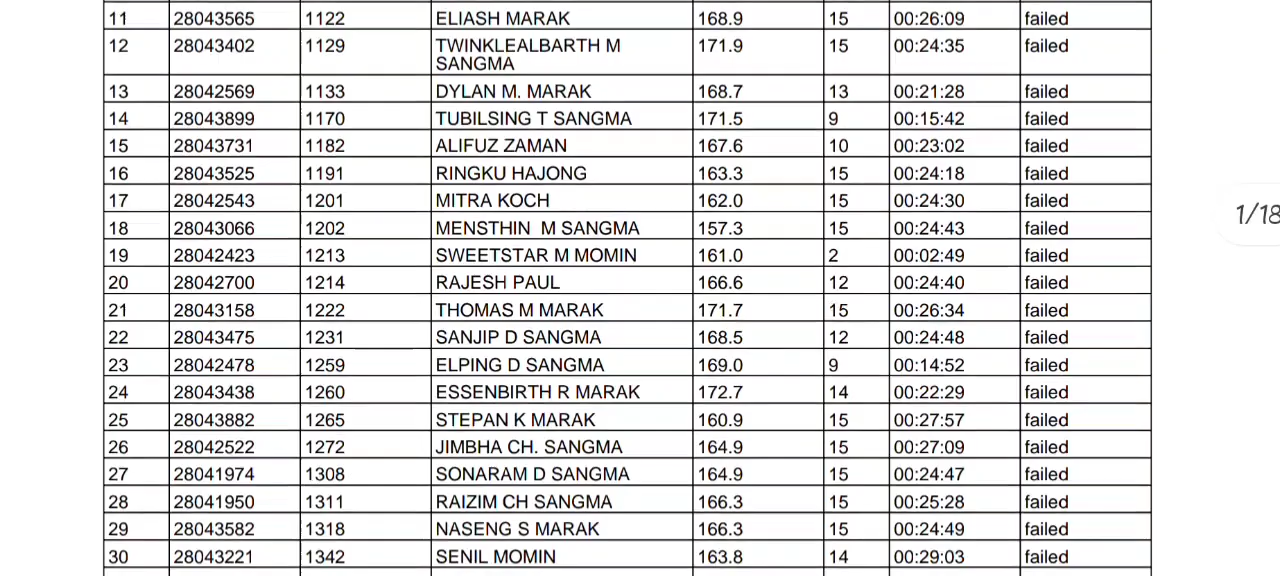 11 28043565 1122 ELIASH MARAK 168.9 15 00:26:09 failed
12 28043402 1129 TWINKLEALBARTH M 171.9 15 00:24:35 failed
SANGMA
13 28042569 1133 DYLAN M. MARAK 168.7 13 00:21:28 failed
14 28043899 1170 TUBILSING T SANGMA 171.5 9 00:15:42 failed
15 28043731 1182 ALIFUZ ZAMAN 167.6 10 00:23:02 failed
16 28043525 1191 RINGKU HAJONG 163.3 15 00:24:18 failed
17 28042543 1201 MITRA KOCH 162.0 15 00:24:30 failed
18 28043066 1202 MENSTHIN  M SANGMA 157.3 15 00:24:43 failed
19 28042423 1213 SWEETSTAR M MOMIN 161.0 2 00:02:49 failed
20 28042700 1214 RAJESH PAUL 166.6 12 00:24:40 failed
21 28043158 1222 THOMAS M MARAK 171.7 15 00:26:34 failed
22 28043475 1231 SANJIP D SANGMA 168.5 12 00:24:48 failed
23 28042478 1259 ELPING D SANGMA 169.0 9 00:14:52 failed
24 28043438 1260 ESSENBIRTH R MARAK 172.7 14 00:22:29 failed
25 28043882 1265 STEPAN K MARAK 160.9 15 00:27:57 failed
26 28042522 1272 JIMBHA CH. SANGMA 164.9 15 00:27:09 failed
27 28041974 1308 SONARAM D SANGMA 164.9 15 00:24:47 failed
28 28041950 1311 RAIZIM CH SANGMA 166.3 15 00:25:28 failed
29 28043582 1318 NASENG S MARAK 166.3 15 00:24:49 failed
30 28043221 1342 SENIL MOMIN 163.8 14 00:29:03 failed
1/18